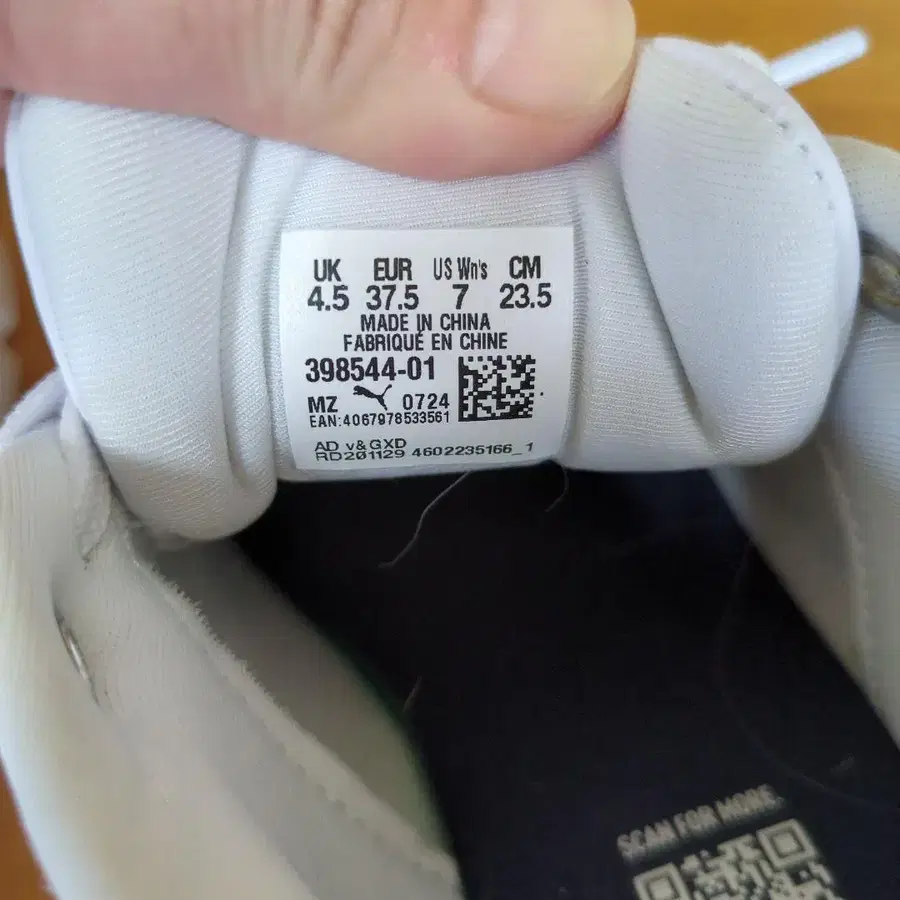 UK EUR US Wn's CM
4.5 37.5 7 23.5
MADE IN CHINA
FABRIQUÉ EN CHINE
398544-01
MZ 0724
EAN:4067978533561
AD v&GXD
RD201129 4602235166_1
SCAN FOR MORE.